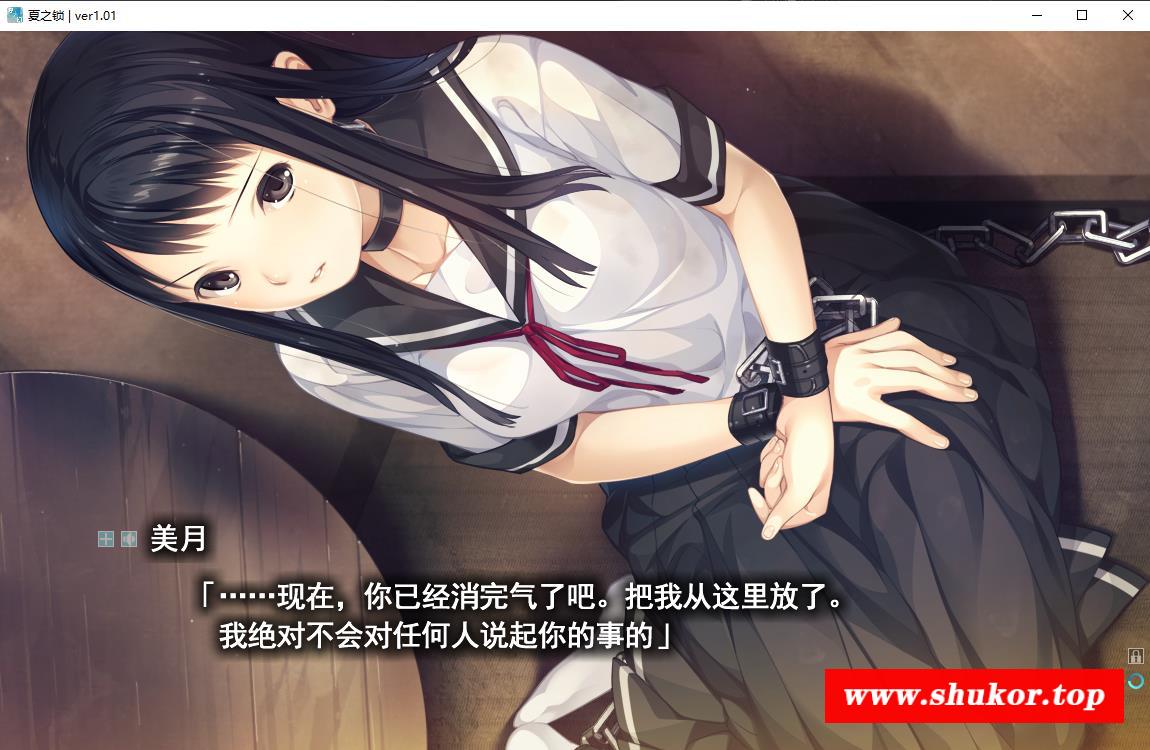 夏之锁 | ver1.01
美月
「……现在，你已经消完气了吧。把我从这里放了。
我绝对不会对任何人说起你的事的」
www.shukor.top